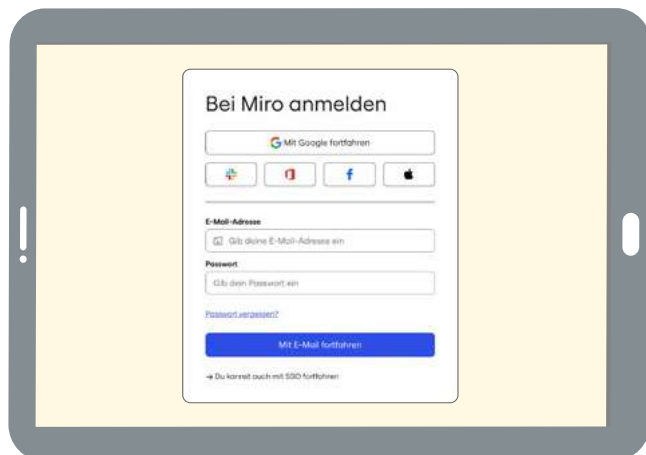 Bei Miro anmelden
Mit Google fortfahren
E-Mail-Adresse
Gib deine E-Mail-Adresse ein
Passwort
Gib dein Passwort ein
Passwort vergessen?
Mit E-Mail fortfahren
→ Du kannst auch mit SSO fortfahren